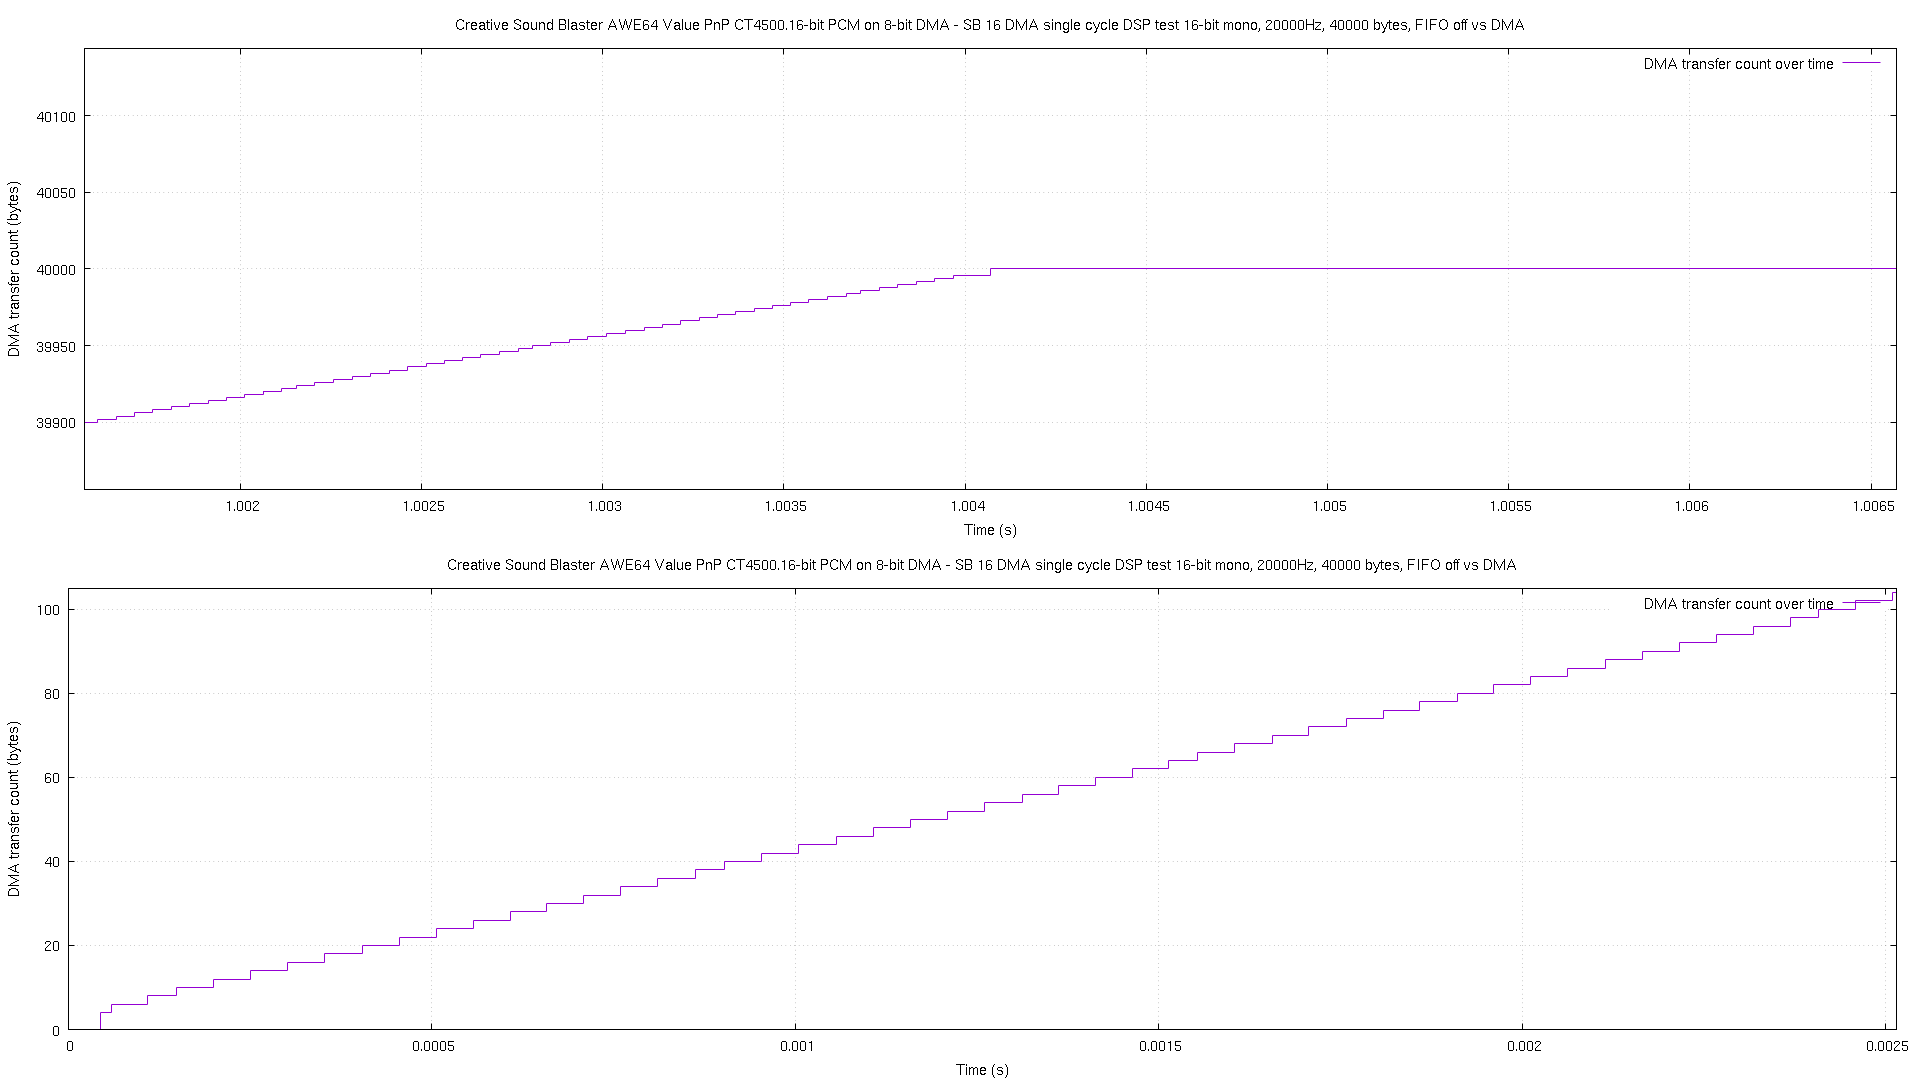 Creative Sound Blaster AWE64 Value PnP CT4500.16-bit PCM on 8-bit DMA - SB 16 DMA single cycle DSP test 16-bit mono, 20000Hz, 40000 bytes, FIFO off vs DMA
DMA transfer count over time
DMA transfer count (bytes)
40100
40050
40000
39950
39900
1.002 1.0025 1.003 1.0035 1.004 1.0045 1.005 1.0055 1.006 1.0065
Time (s)
Creative Sound Blaster AWE64 Value PnP CT4500.16-bit PCM on 8-bit DMA - SB 16 DMA single cycle DSP test 16-bit mono, 20000Hz, 40000 bytes, FIFO off vs DMA
DMA transfer count over time
DMA transfer count (bytes)
100
80
60
40
20
0
0 0.0005 0.001 0.0015 0.002 0.0025
Time (s)